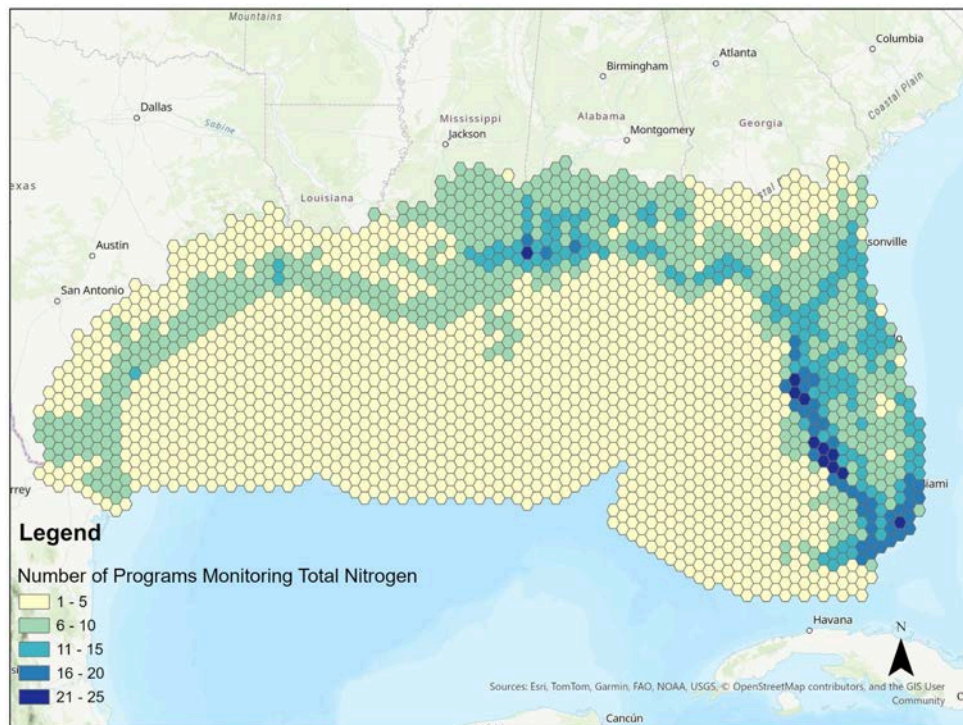 Mountains
Columbia
Atlanta
Birmingham
Coastal Plain
Dallas
Mississippi
Alabama
Georgia
Sabine
Jackson
Montgomery
exas
Louisiana
Austin
sonville
San Antonio
rrey
iami
Legend
Number of Programs Monitoring Total Nitrogen
1 - 5
6 - 10
11 - 15
16 - 20
21 - 25
Havana
N
Sources: Esri, TomTom, Garmin, FAO, NOAA, USGS, © OpenStreetMap contributors, and the GIS User
Community
Cancún